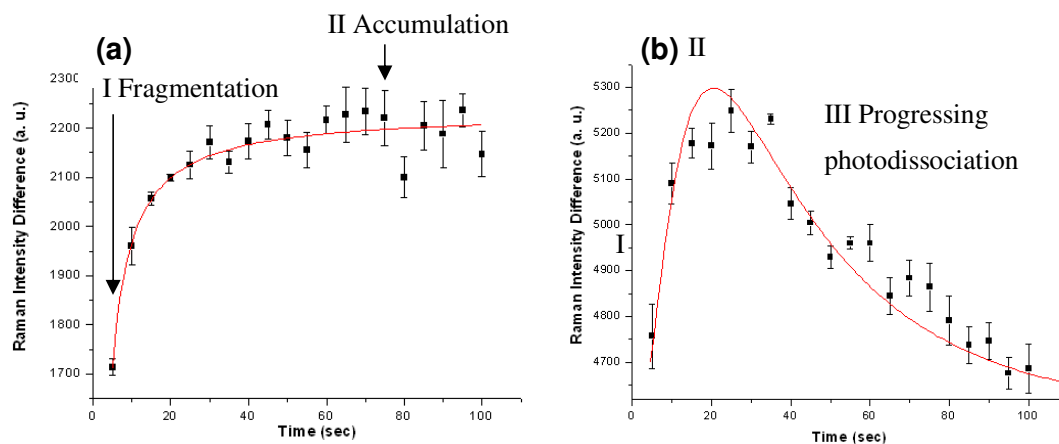 (a)
II Accumulation
I Fragmentation
2300
2200
2100
2000
1900
1800
1700
0
20
40
60
80
100
Raman Intensity Difference (a. u.)
Time (sec)
(b)
II
III Progressing
photodissociation
I
5300
5200
5100
5000
4900
4800
4700
0
20
40
60
80
100
Raman Intensity Difference (a. u.)
Time (sec)